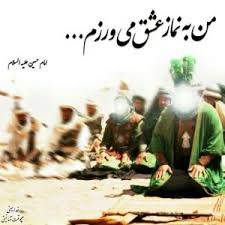 من به نماز عشق می ورزم...
امام حسین علیه السلام